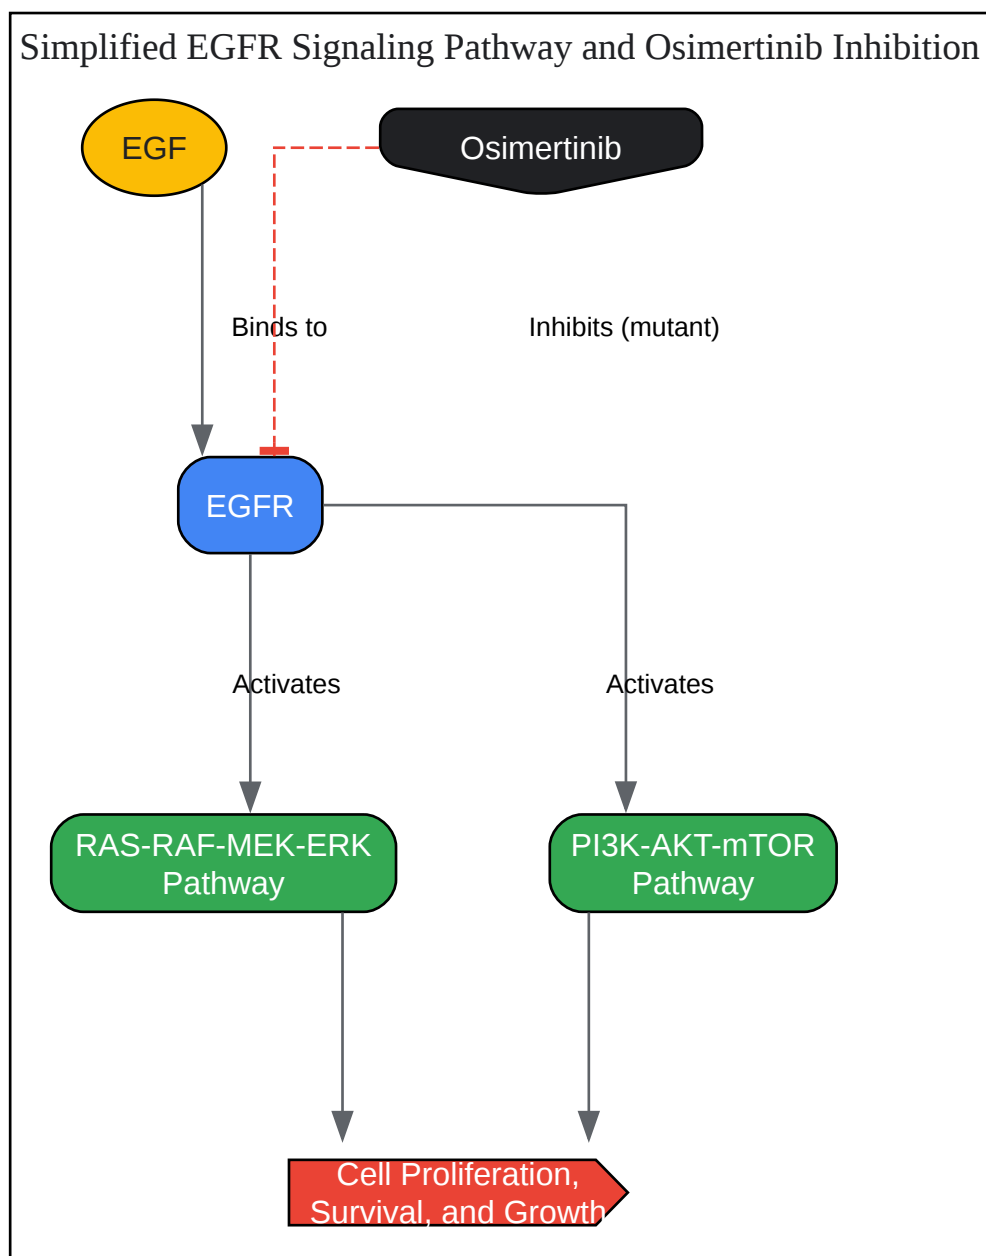 Simplified EGFR Signaling Pathway and Osimertinib Inhibition
EGF
Osimertinib
Binds to
Inhibits (mutant)
EGFR
Activates
Activates
RAS-RAF-MEK-ERK
Pathway
PI3K-AKT-mTOR
Pathway
Cell Proliferation,
Survival, and Growth